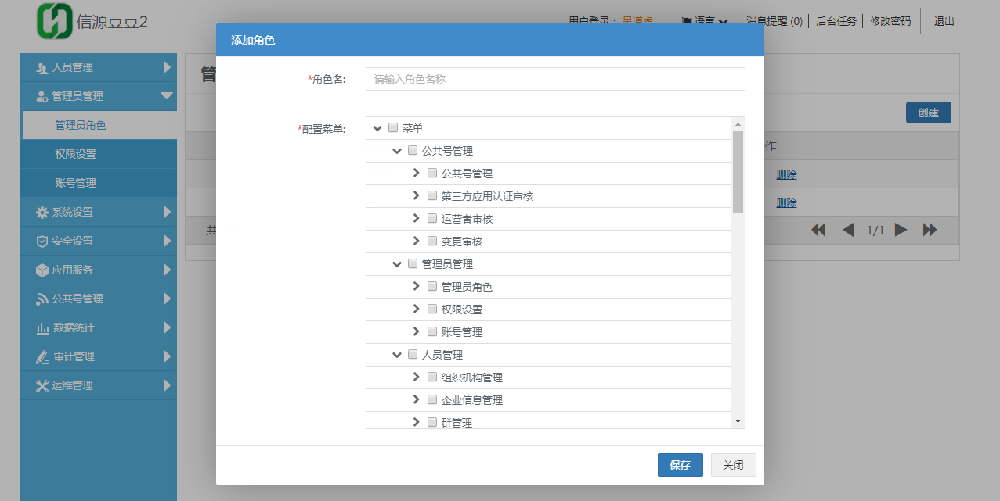 信源豆豆2
用户登录： 吴道虎 语言 消息提醒 (0) 后台任务 修改密码 退出
添加角色
人员管理
管理员管理
管理员角色
权限设置
账号管理
系统设置
安全设置
应用服务
公共号管理
数据统计
审计管理
运维管理
管
创建
作
删除
删除
共
1/1
*角色名: 请输入角色名称
*配置菜单:
菜单
公共号管理
公共号管理
第三方应用认证审核
运营者审核
变更审核
管理员管理
管理员角色
权限设置
账号管理
人员管理
组织机构管理
企业信息管理
群管理
保存 关闭